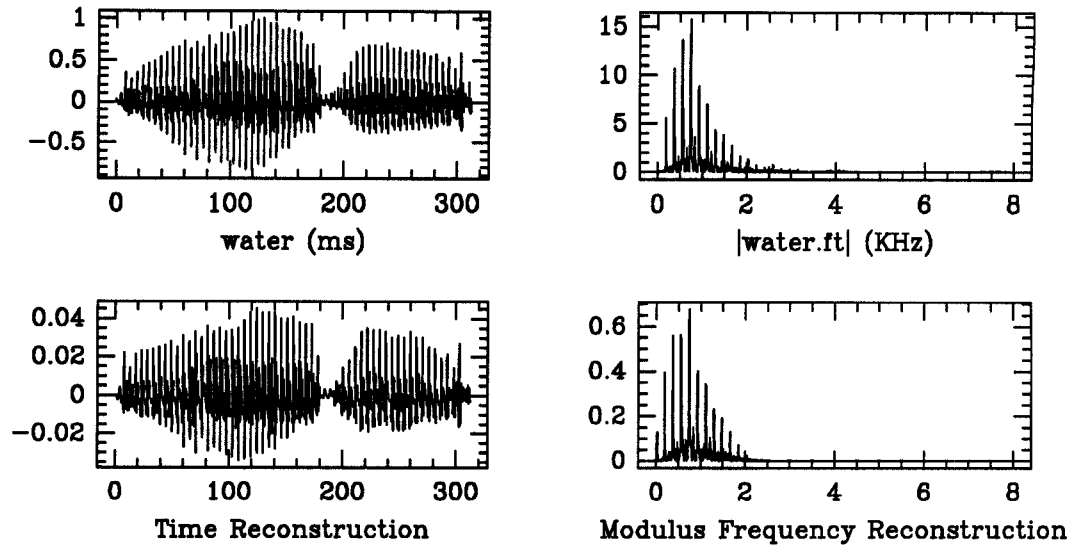 1
0.5
0
−0.5
0 100 200 300
water (ms)
15
10
5
0
0 2 4 6 8
|water.ft| (KHz)
0.04
0.02
0
−0.02
0 100 200 300
Time Reconstruction
0.6
0.4
0.2
0
0 2 4 6 8
Modulus Frequency Reconstruction